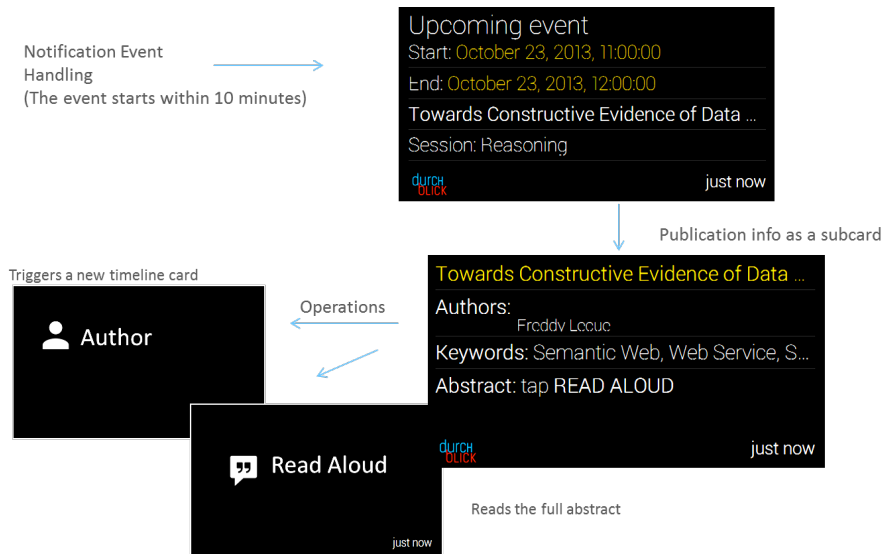 Notification Event
Handling
(The event starts within 10 minutes)
Upcoming event
Start: October 23, 2013, 11:00:00
End: October 23, 2013, 12:00:00
Towards Constructive Evidence of Data ...
Session: Reasoning
DURCH
BLICK
just now
Publication info as a subcard
Towards Constructive Evidence of Data ...
Authors:
Freddy Lecue
Keywords: Semantic Web, Web Service, S...
Abstract: tap READ ALOUD
DURCH
BLICK
just now
Triggers a new timeline card
Operations
Author
Read Aloud
just now
Reads the full abstract